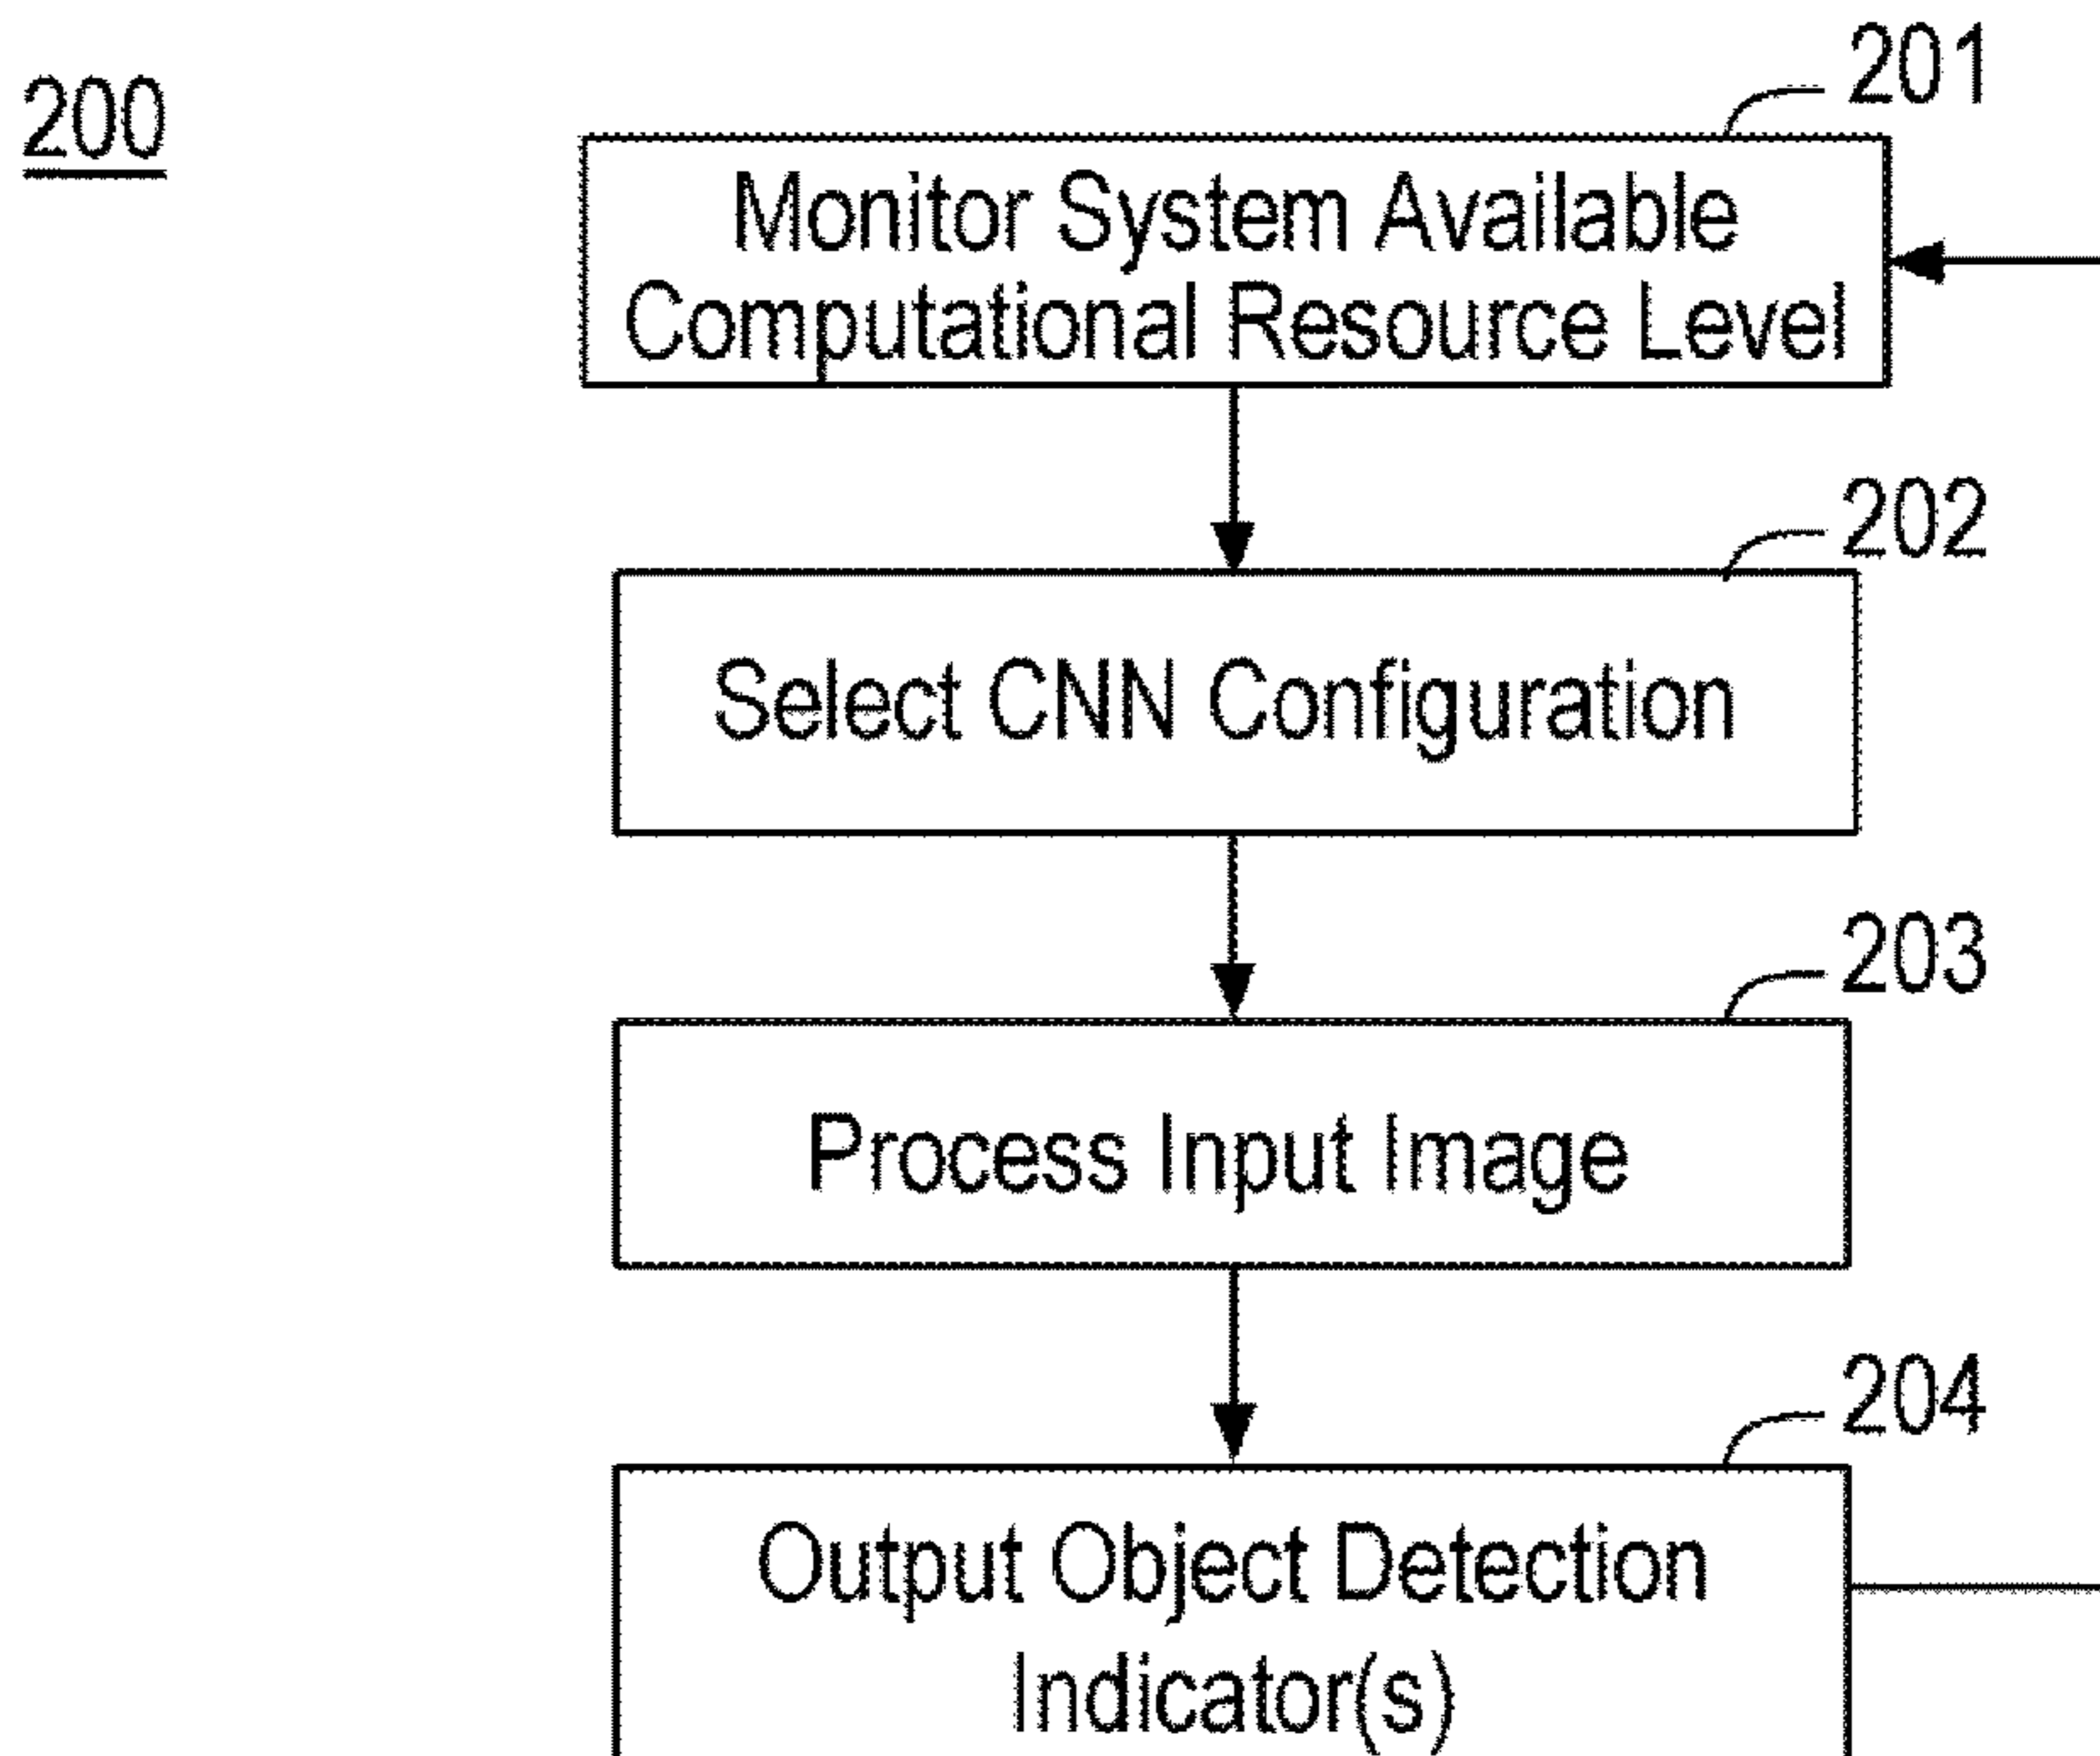 200
201
Monitor System Available
Computational Resource Level
202
Select CNN Configuration
203
Process Input Image
204
Output Object Detection
Indicator(s)